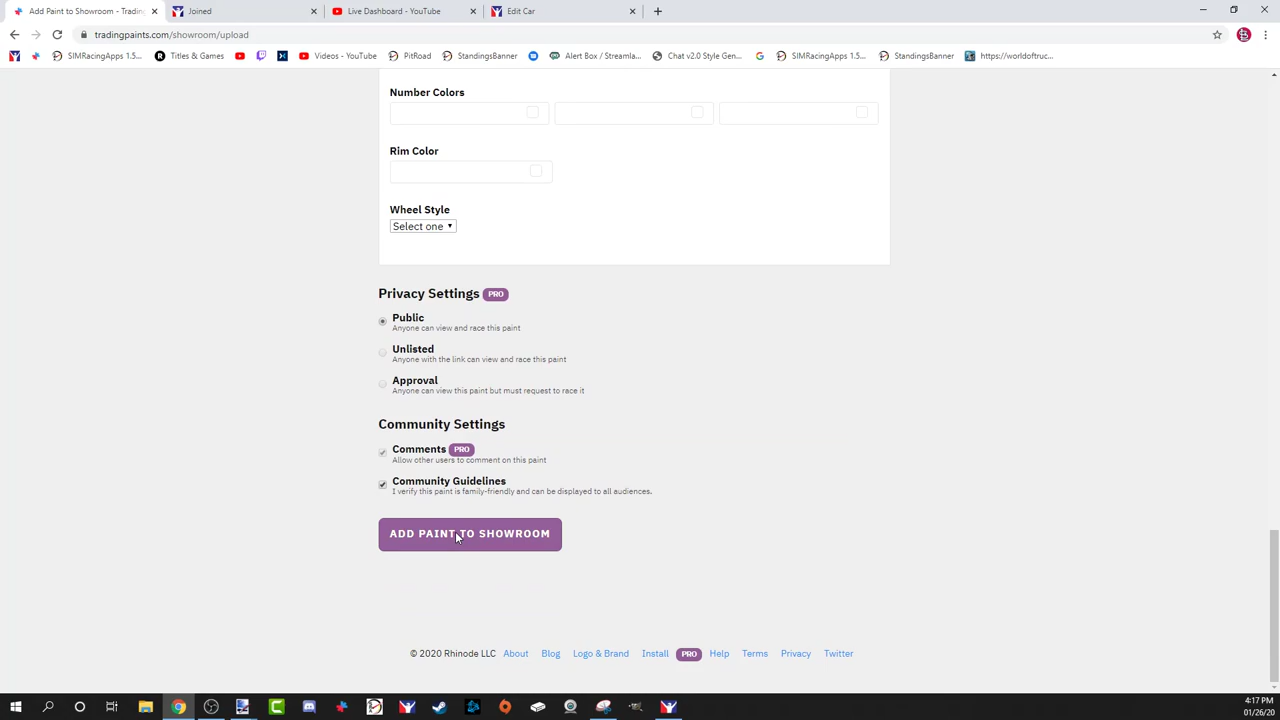 Add Paint to Showroom - Trading
Joined
Live Dashboard - YouTube
Edit Car
tradingpaints.com/showroom/upload
SIMRacingApps 1.5...
Titles & Games
Videos - YouTube
PitRoad
StandingsBanner
Alert Box / Streamla...
Chat v2.0 Style Gen...
SIMRacingApps 1.5...
StandingsBanner
https://worldoftruc...
Number Colors
Rim Color
Wheel Style
Select one
Privacy Settings PRO
Public
Anyone can view and race this paint
Unlisted
Anyone with the link can view and race this paint
Approval
Anyone can view this paint but must request to race it
Community Settings
Comments PRO
Allow other users to comment on this paint
Community Guidelines
I verify this paint is family-friendly and can be displayed to all audiences.
ADD PAINT TO SHOWROOM
© 2020 Rhinode LLC About Blog Logo & Brand Install PRO Help Terms Privacy Twitter
4:17 PM
01/26/20